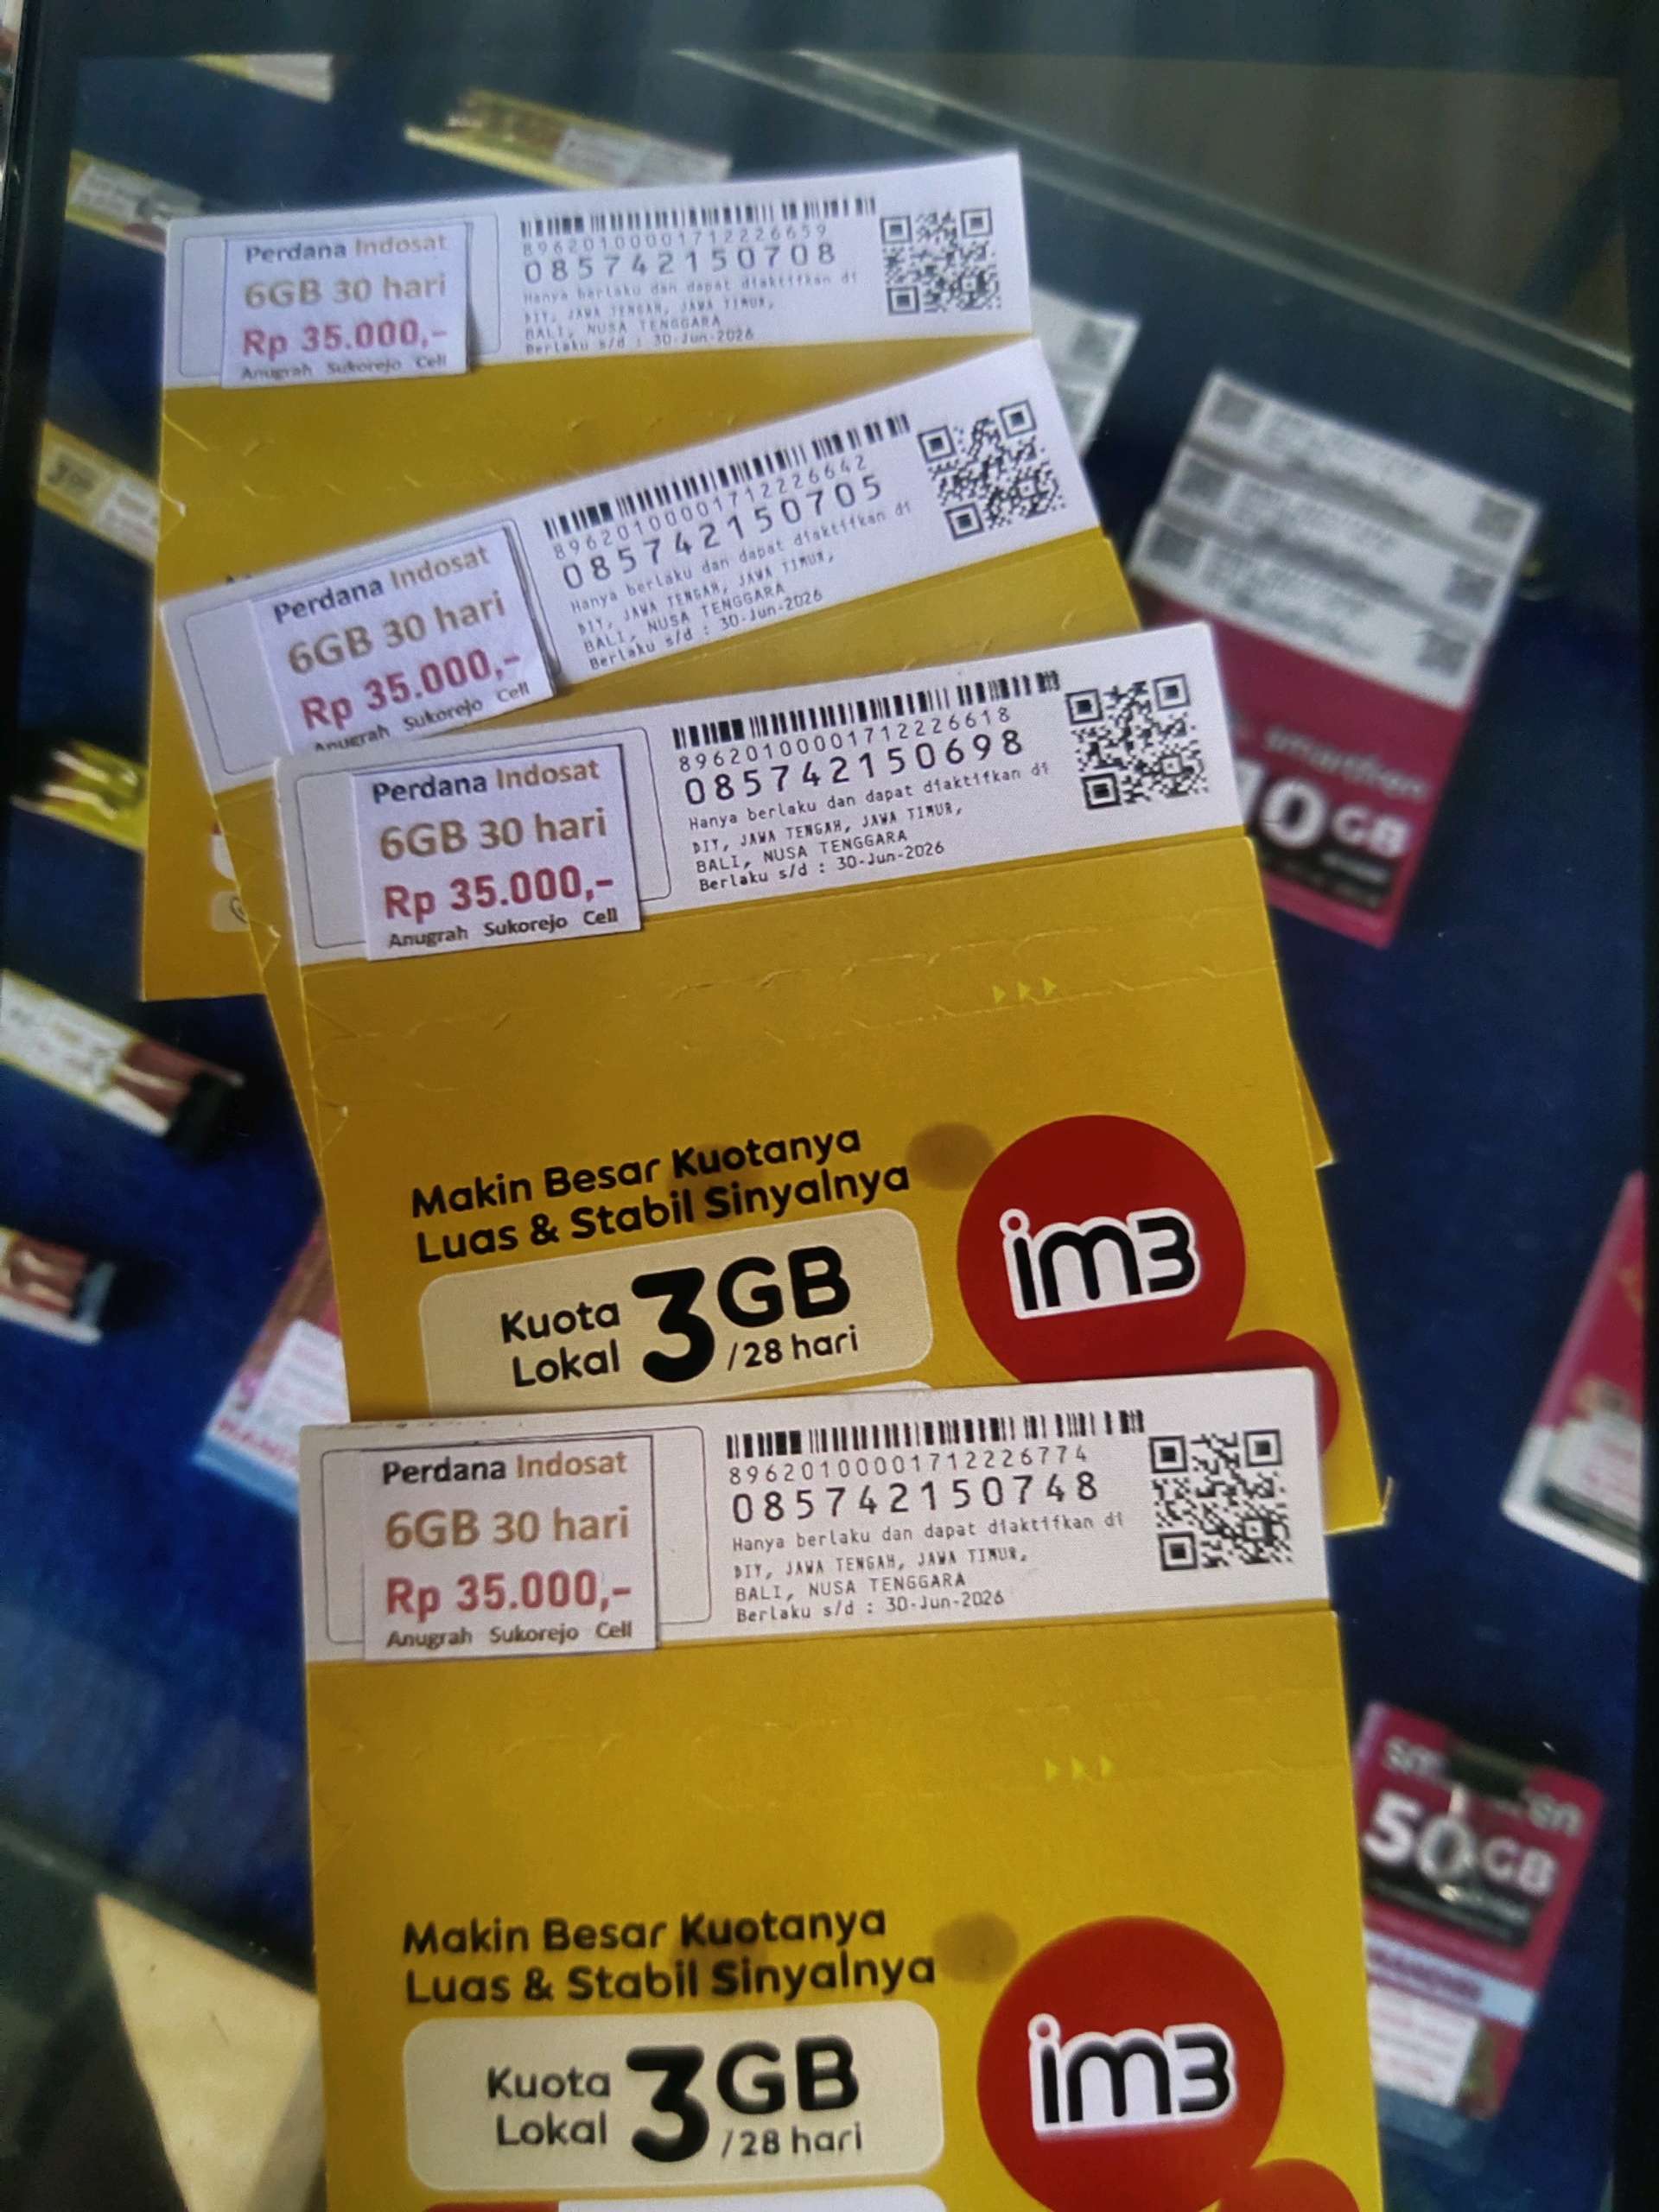 Perdana Indosat
6GB 30 hari
Rp 35.000,-
Anugrah Sukorejo Cell
8962010000171222665​9
085742150708
Hanya berlaku dan dapat diaktifkan di
DIY, JAWA TENGAH, JAWA TIMUR,
BALI, NUSA TENGGARA
Berlaku s/d : 30-Jun-2026
Perdana Indosat
6GB 30 hari
Rp 35.000,-
Anugrah Sukorejo Cell
89620100001712226642
085742150705
Hanya berlaku dan dapat diaktifkan di
DIY, JAWA TENGAH, JAWA TIMUR,
BALI, NUSA TENGGARA
Berlaku s/d : 30-Jun-2026
Perdana Indosat
6GB 30 hari
Rp 35.000,-
Anugrah Sukorejo Cell
89620100001712226618
085742150698
Hanya berlaku dan dapat diaktifkan di
DIY, JAWA TENGAH, JAWA TIMUR,
BALI, NUSA TENGGARA
Berlaku s/d : 30-Jun-2026
smartfren
10GB
Makin Besar Kuotanya
Luas & Stabil Sinyalnya
Kuota Lokal 3GB /28 hari
im3
Perdana Indosat
6GB 30 hari
Rp 35.000,-
Anugrah Sukorejo Cell
89620100001712226774
085742150748
Hanya berlaku dan dapat diaktifkan di
DIY, JAWA TENGAH, JAWA TIMUR,
BALI, NUSA TENGGARA
Berlaku s/d : 30-Jun-2026
50GB
Makin Besar Kuotanya
Luas & Stabil Sinyalnya
Kuota Lokal 3GB /28 hari
im3